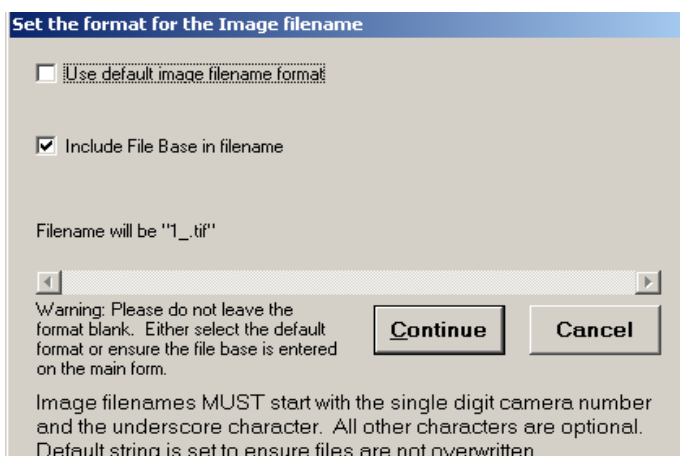 Set the format for the Image filename
Use default image filename format
Include File Base in filename
Filename will be "1_.tif"
Warning: Please do not leave the
format blank. Either select the default
format or ensure the file base is entered
on the main form.
Continue
Cancel
Image filenames MUST start with the single digit camera number
and the underscore character. All other characters are optional.
Default string is set to ensure files are not overwritten